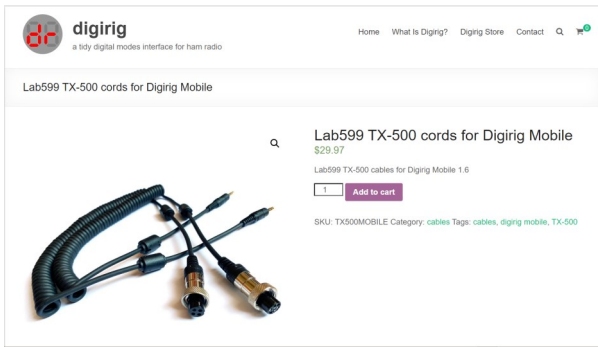 dr
digirig
a tidy digital modes interface for ham radio
Home What Is Digirig? Digirig Store Contact 0
Lab599 TX-500 cords for Digirig Mobile
Lab599 TX-500 cords for Digirig Mobile
$29.97
Lab599 TX-500 cables for Digirig Mobile 1.6
1 Add to cart
SKU: TX500MOBILE Category: cables Tags: cables, digirig mobile, TX-500